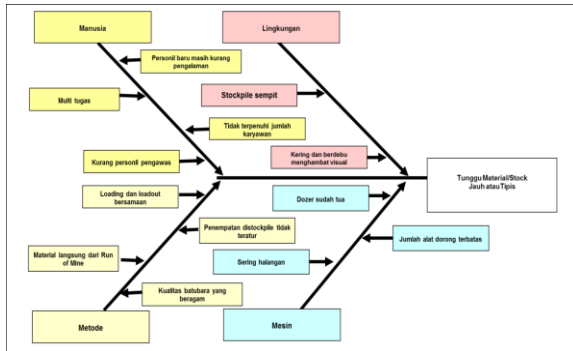 Manusia
Lingkungan
Personil baru masih kurang
pengalaman
Multi tugas
Stockpile sempit
Tidak terpenuhi jumlah
karyawan
Kurang personil pengawas
Kering dan berdebu
menghambat visual
Tunggu Material/Stock
Jauh atauTipis
Loading dan loadout
bersamaan
Dozer sudah tua
Penempatan distockpile tidak
teratur
Jumlah alat dorong terbatas
Material langsung dari Run
of Mine
Sering halangan
Kualitas batubara yang
beragam
Metode
Mesin